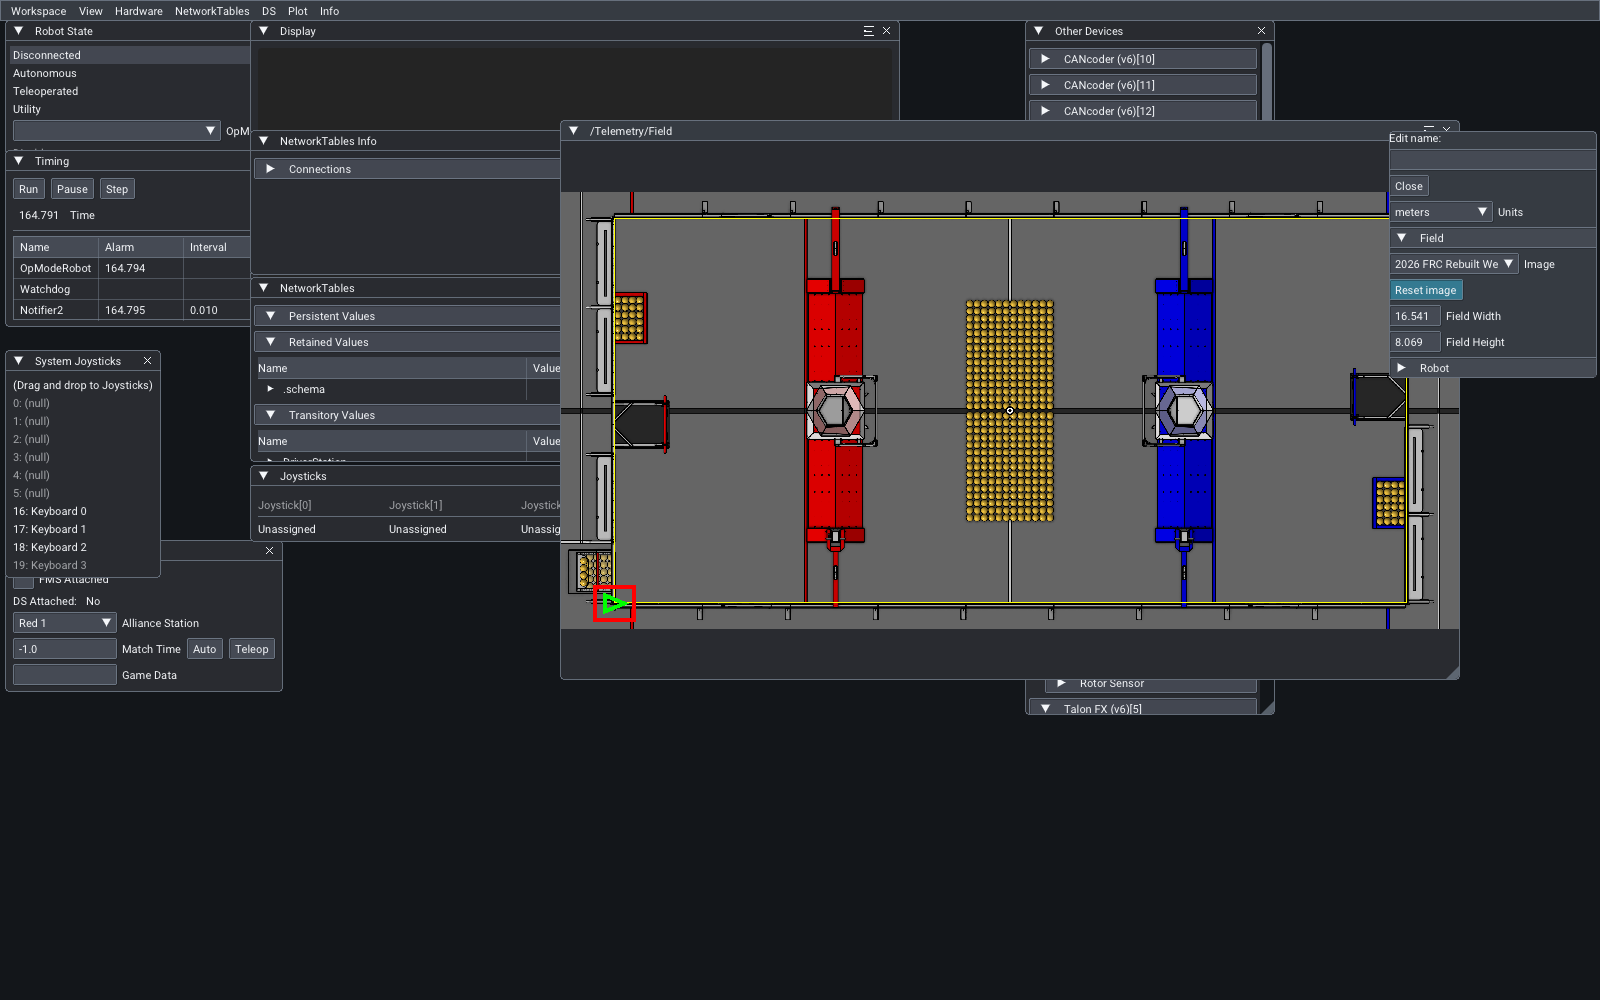 Workspace View Hardware NetworkTables DS Plot Info
Robot State
Disconnected
Autonomous
Teleoperated
Utility
OpM
Timing
Run Pause Step
164.791 Time
Name Alarm Interval
OpModeRobot 164.794
Watchdog
Notifier2 164.795 0.010
System Joysticks
(Drag and drop to Joysticks)
0: (null)
1: (null)
2: (null)
3: (null)
4: (null)
5: (null)
16: Keyboard 0
17: Keyboard 1
18: Keyboard 2
19: Keyboard 3
FMS Attached
DS Attached: No
Red 1 Alliance Station
-1.0 Match Time Auto Teleop
Game Data
Display
NetworkTables Info
Connections
NetworkTables
Persistent Values
Retained Values
Name Value
.schema
Transitory Values
Name Value
Joysticks
Joystick[0] Joystick[1] Joystick
Unassigned Unassigned Unassig
Other Devices
CANcoder (v6)[10]
CANcoder (v6)[11]
CANcoder (v6)[12]
/Telemetry/Field
Edit name:
Close
meters Units
Field
2026 FRC Rebuilt We Image
Reset image
16.541 Field Width
8.069 Field Height
Robot
Rotor Sensor
Talon FX (v6)[5]